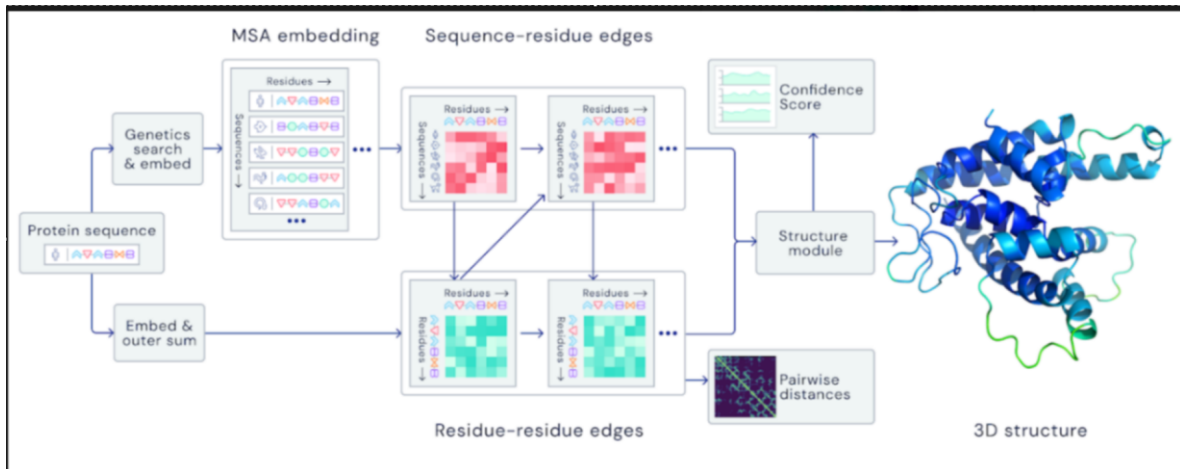 MSA embedding
Sequence-residue edges
Residues →
Sequences →
Genetics
search
& embed
Protein sequence
Embed &
outer sum
Residues →
Sequences →
Residues →
Sequences →
Confidence
Score
Structure
module
Residues →
Residues →
Residues →
Residues →
Pairwise
distances
Residue-residue edges
3D structure